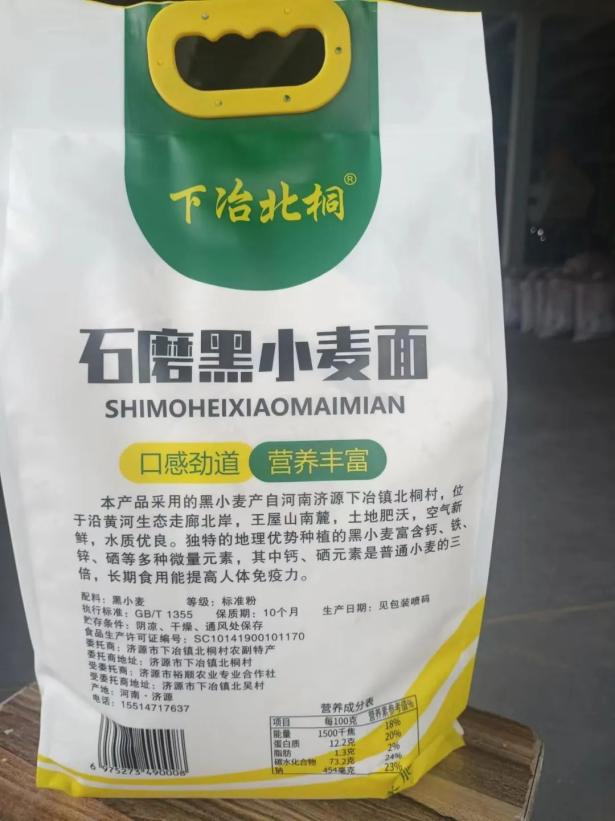 下冶北桐®
石磨黑小麦面
SHIMOHEIXIAOMAIMIAN
口感劲道 营养丰富
本产品采用的黑小麦产自河南济源下冶镇北桐村，位
于沿黄河生态走廊北岸，王屋山南麓，土地肥沃，空气新
鲜，水质优良。独特的地理优势种植的黑小麦富含钙、铁、
锌、硒等多种微量元素，其中钙、硒元素是普通小麦的三
倍，长期食用能提高人体免疫力。
配料：黑小麦 等级：标准粉
执行标准：GB/T 1355 保质期：10个月 生产日期：见包装喷码
贮存条件：阴凉、干燥、通风处保存
食品生产许可证编号：SC10141900101170
委托商：济源市下冶镇北桐村农副特产
委托商地址：济源市下冶镇北桐村
受委托商：济源市裕顺农业专业合作社
受委托商地址：济源市下冶镇北吴村
产地：河南·济源
电话：15514717637
6 975273 490008
营养成分表
项目 每100克 营养素参考值%
能量 1500千焦 18%
蛋白质 12.2克 20%
脂肪 1.3克 2%
碳水化合物 73.2克 24%
钠 454毫克 23%